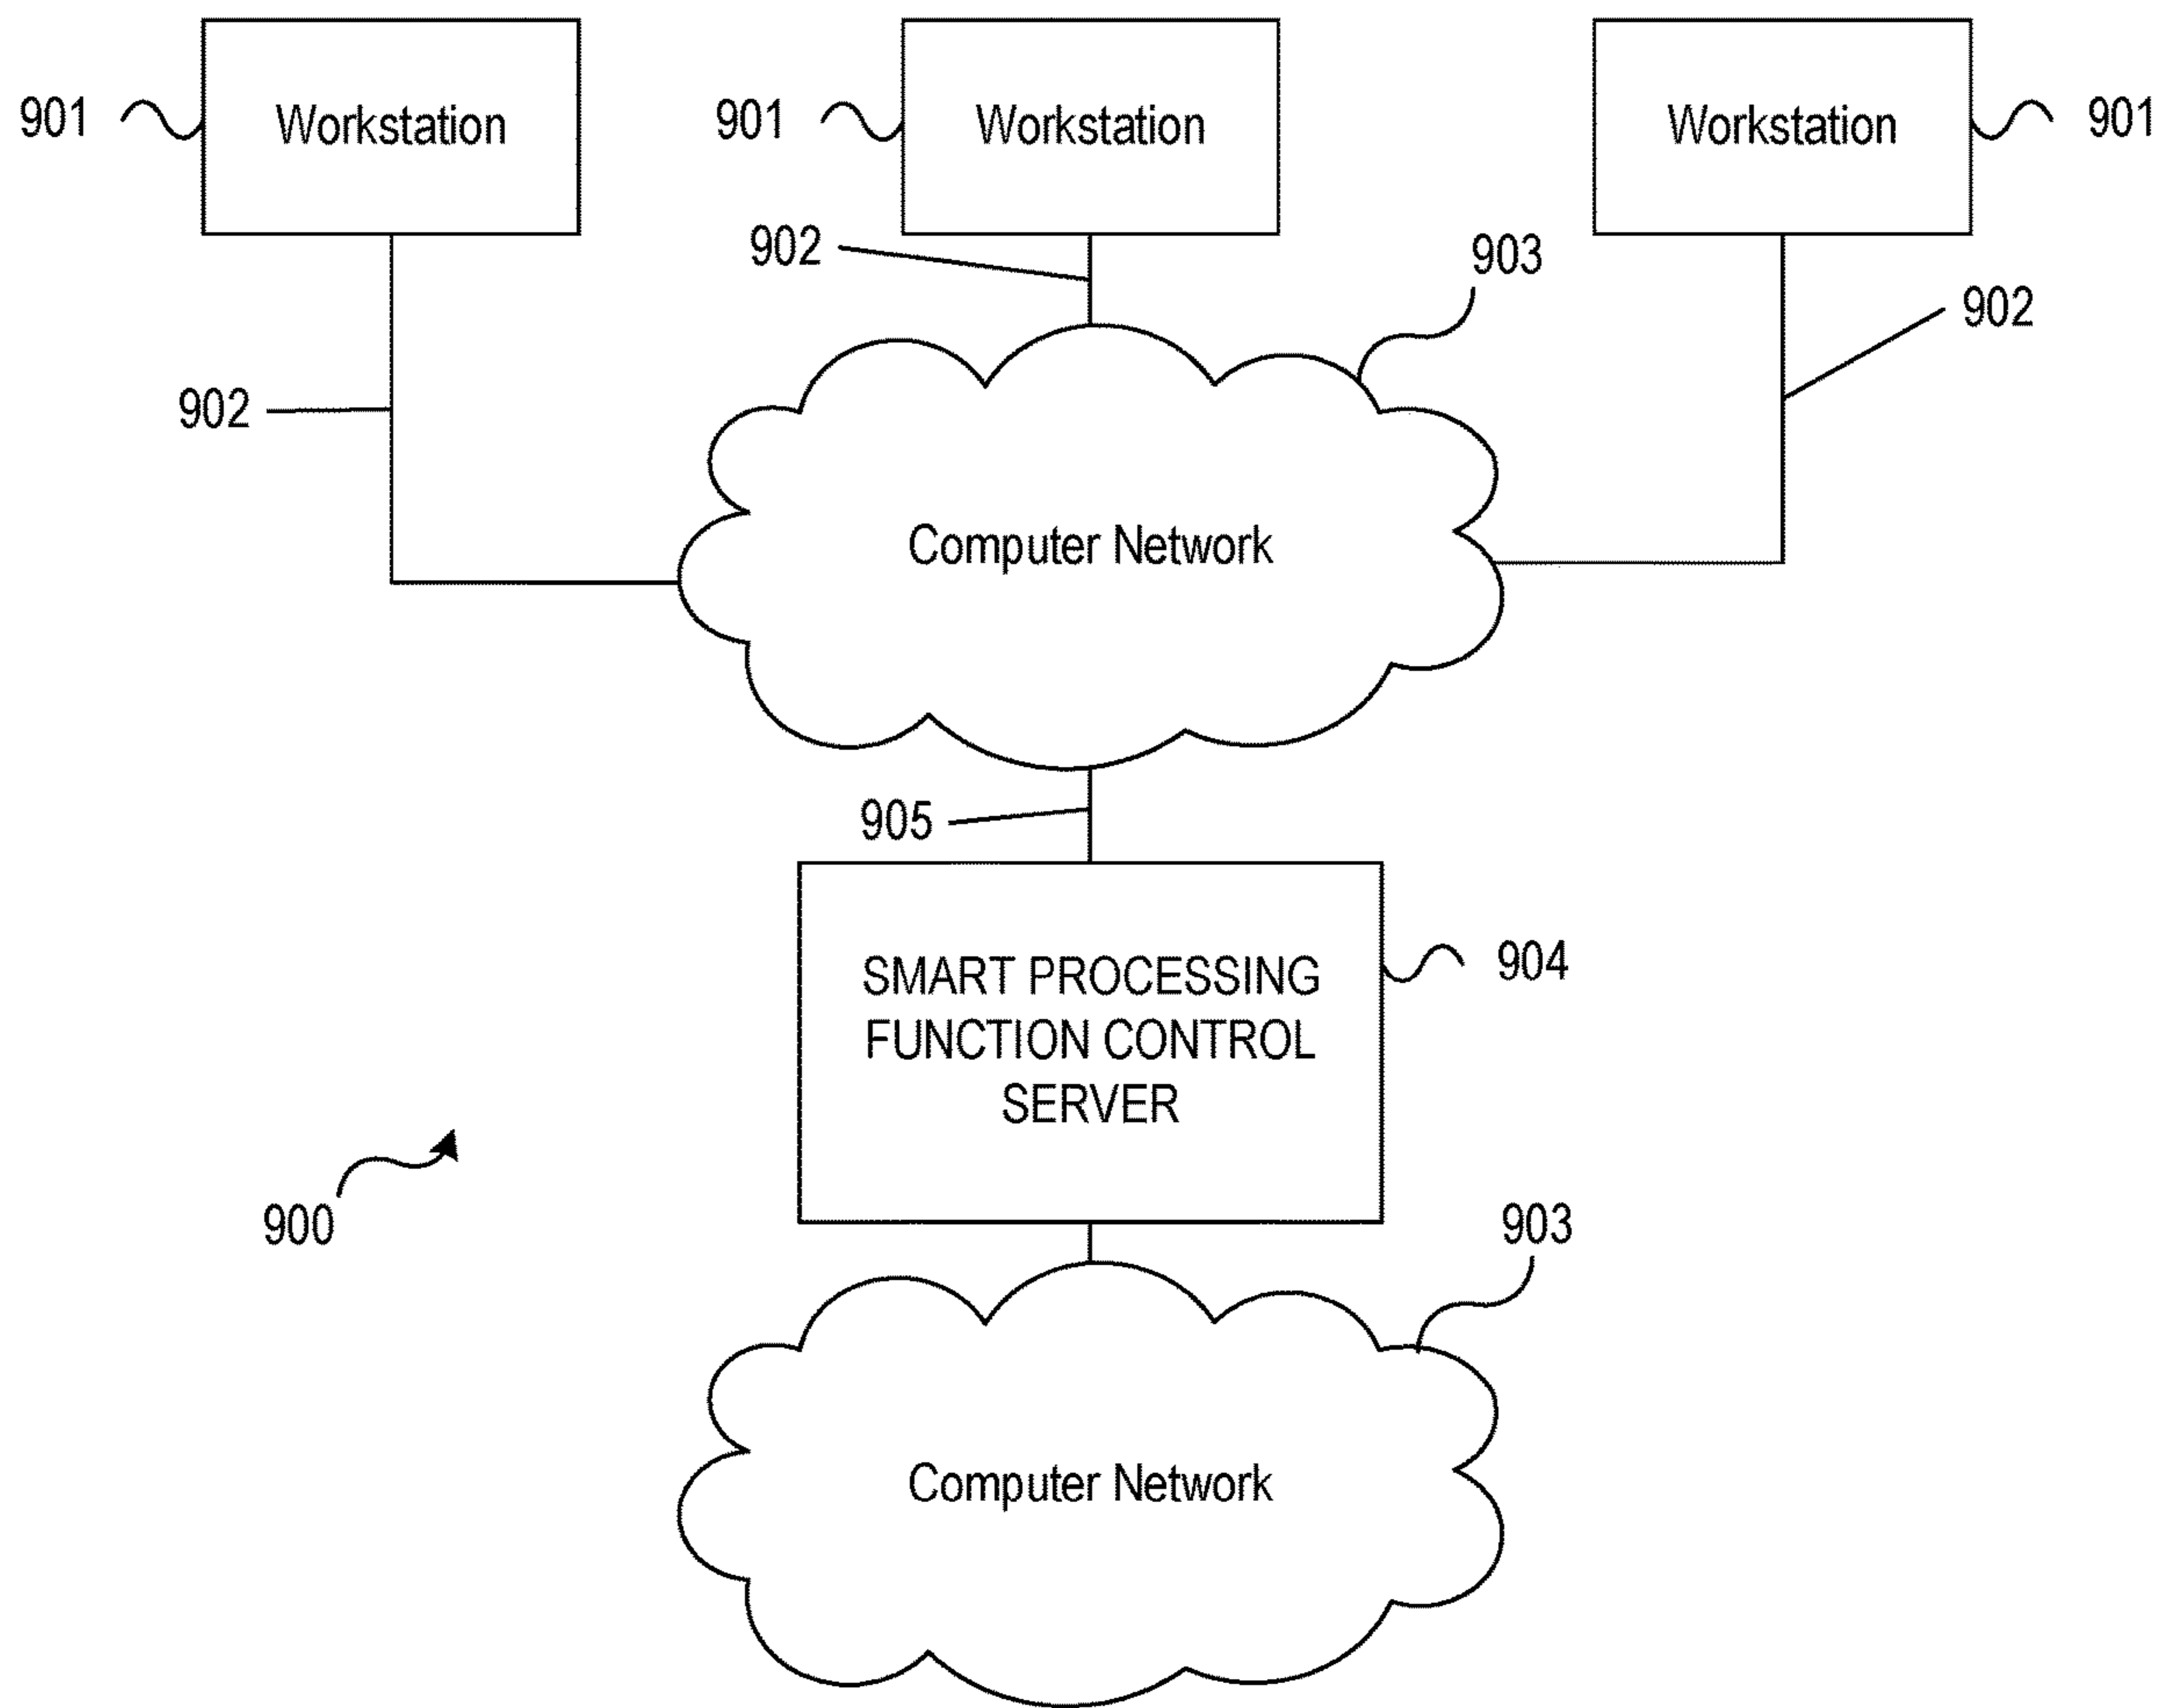 901
Workstation
901
Workstation
Workstation
901
902
903
902
902
Computer Network
905
SMART PROCESSING
FUNCTION CONTROL
SERVER
904
900
903
Computer Network